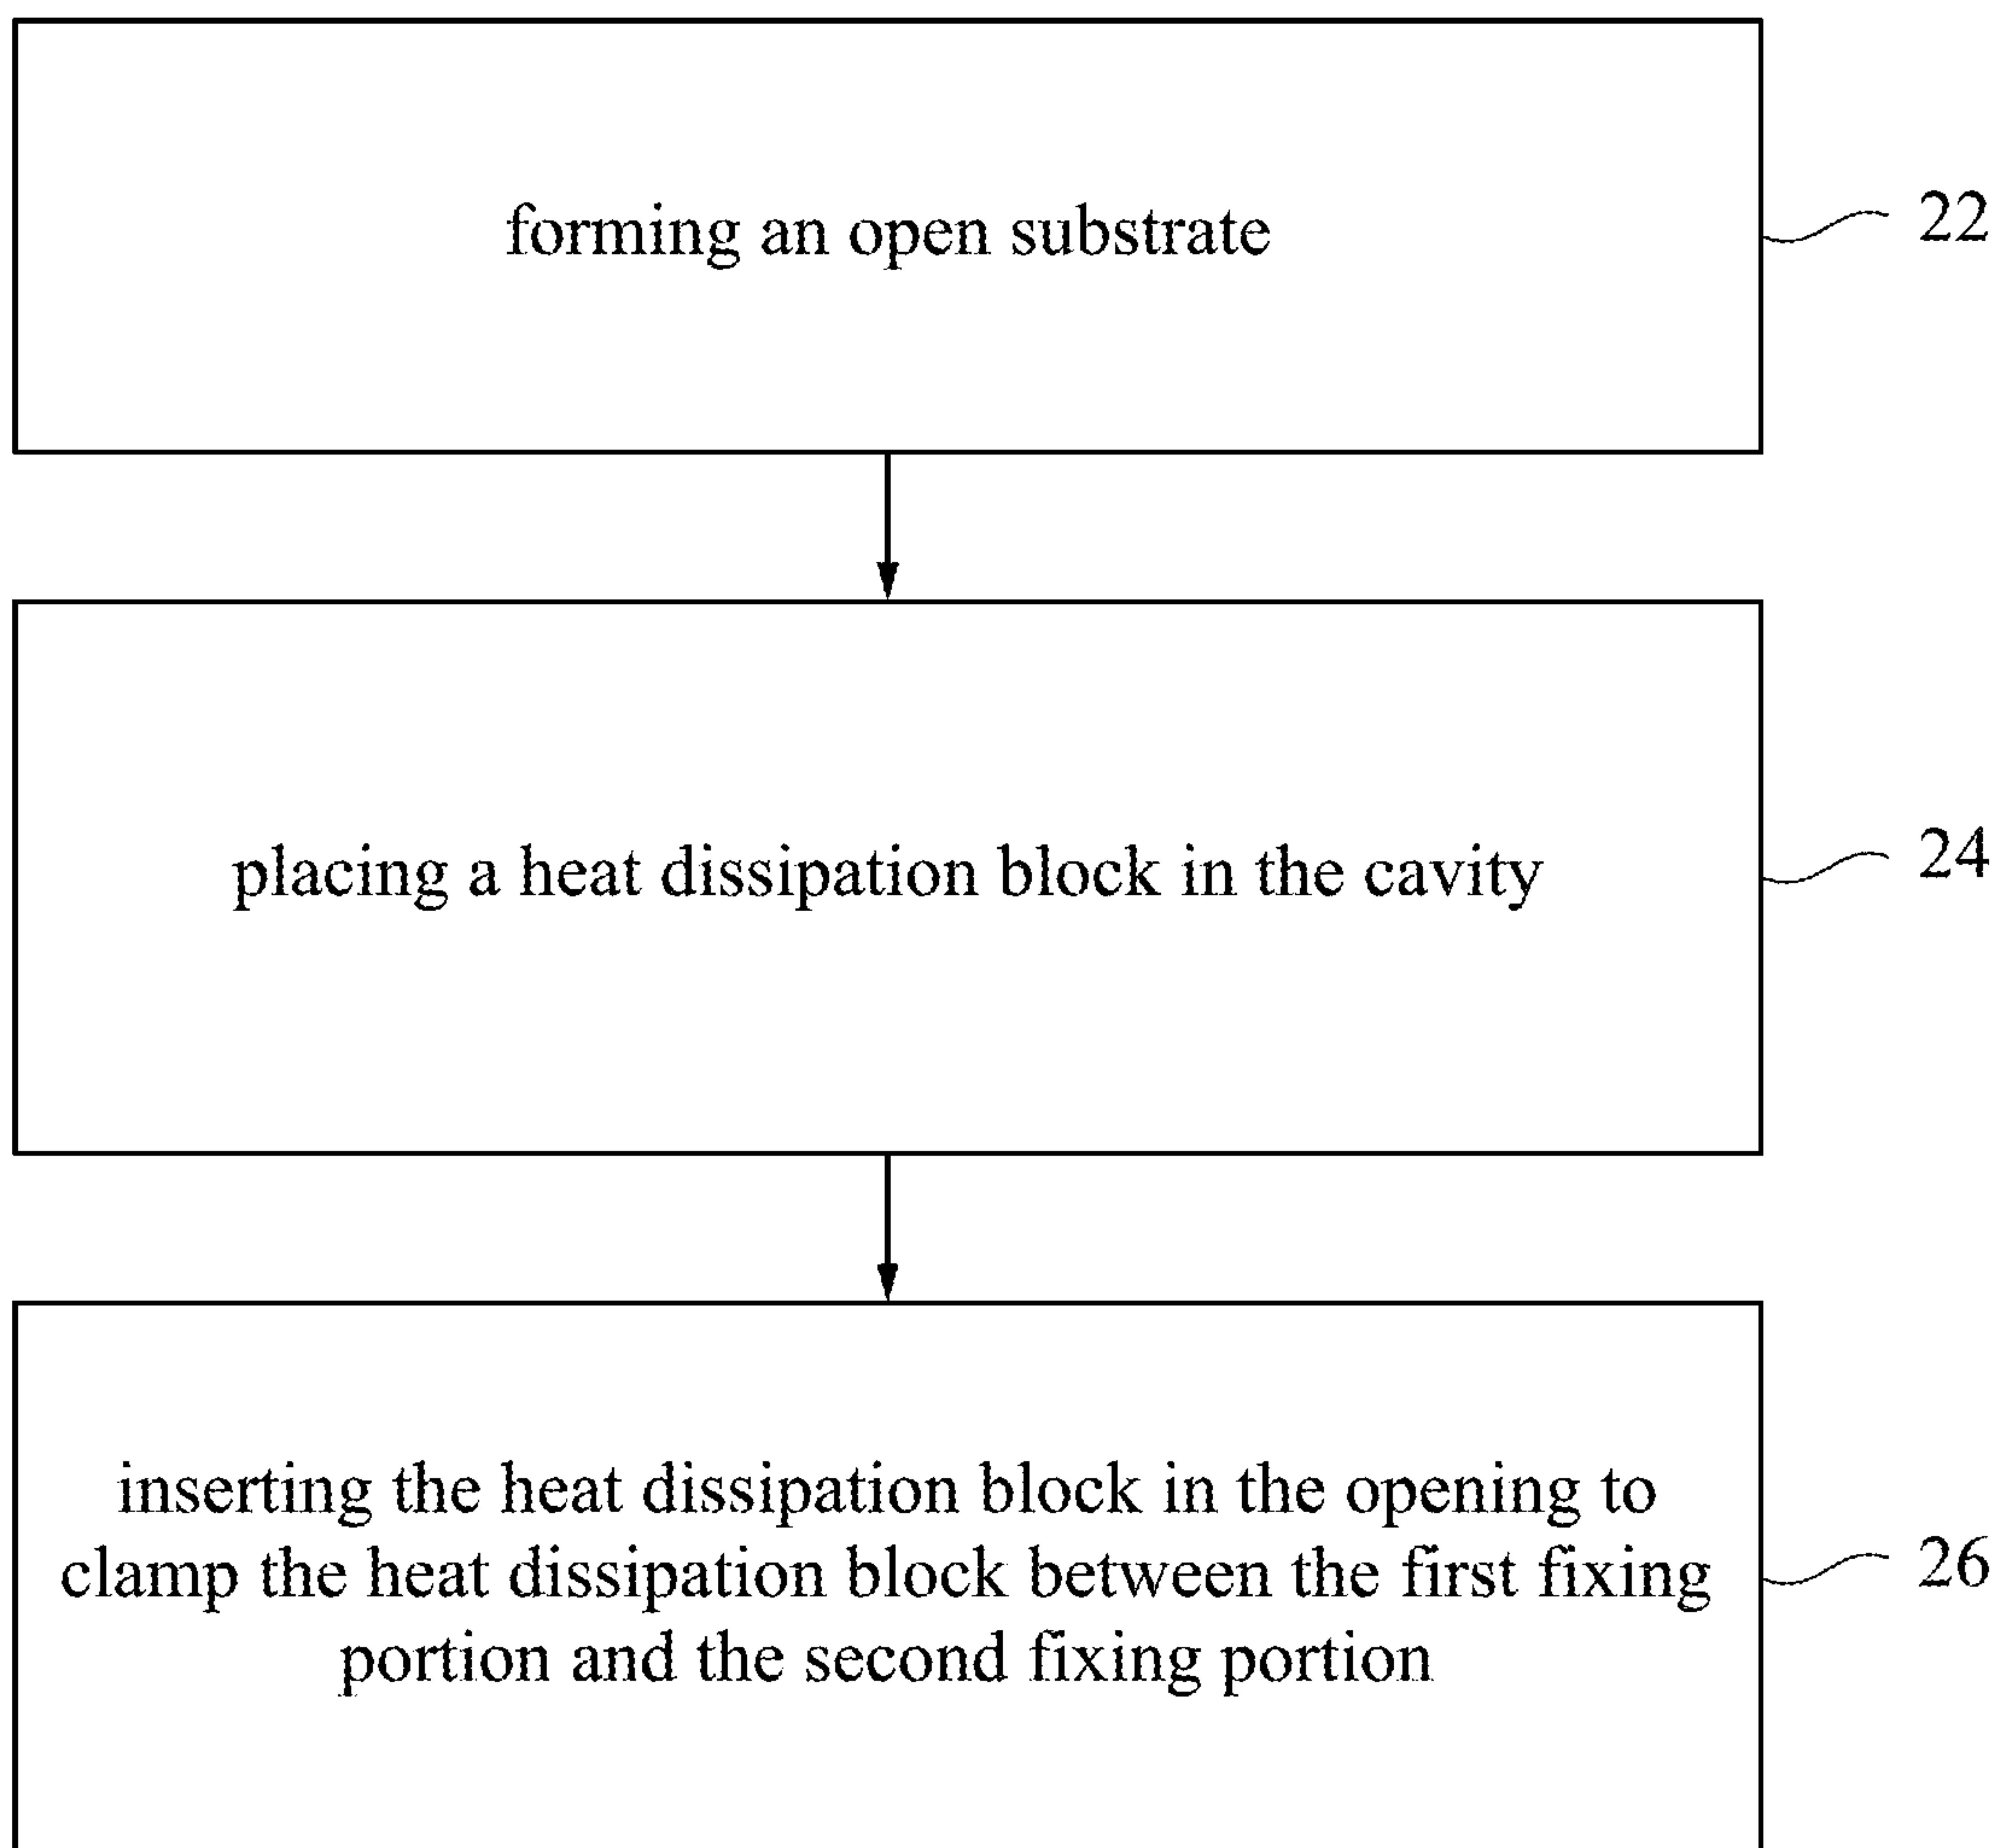 forming an open substrate
22
placing a heat dissipation block in the cavity
24
inserting the heat dissipation block in the opening to
clamp the heat dissipation block between the first fixing
portion and the second fixing portion
26